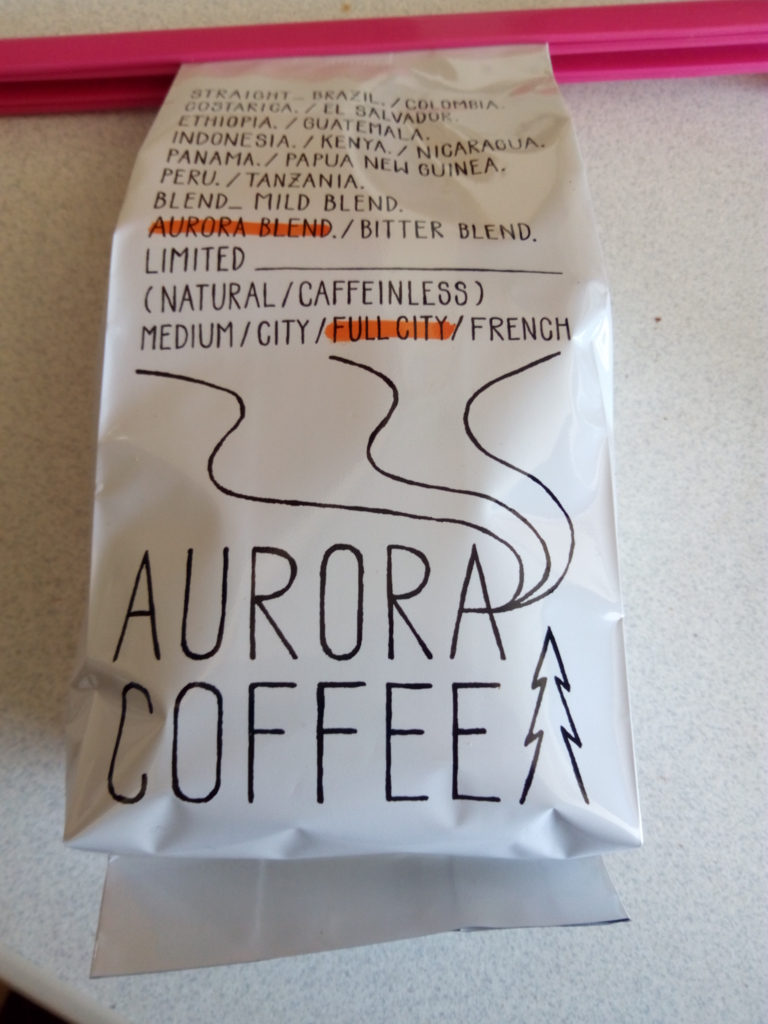 STRAIGHT_ BRAZIL. / COLOMBIA.
COSTARICA. / EL SALVADOR.
ETHIOPIA. / GUATEMALA.
INDONESIA. / KENYA. / NICARAGUA.
PANAMA. / PAPUA NEW GUINEA.
PERU. / TANZANIA.
BLEND_ MILD BLEND.
AURORA BLEND. / BITTER BLEND.
LIMITED ____________
(NATURAL / CAFFEINLESS)
MEDIUM / CITY / FULL CITY / FRENCH
AURORA
COFFEE